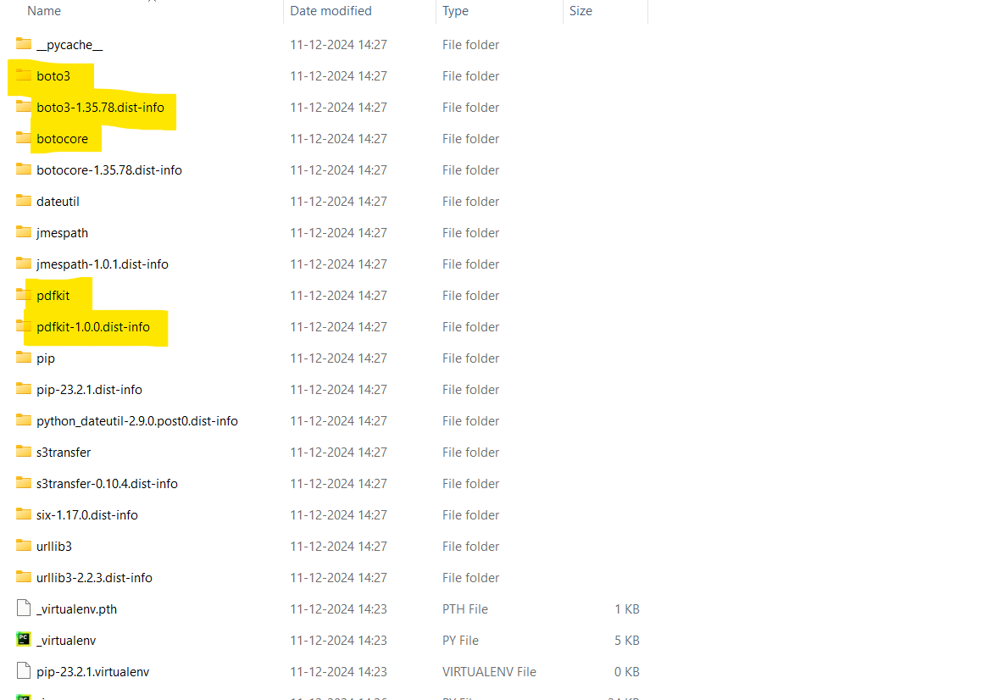 Name Date modified Type Size
__pycache__ 11-12-2024 14:27 File folder
boto3 11-12-2024 14:27 File folder
boto3-1.35.78.dist-info 11-12-2024 14:27 File folder
botocore 11-12-2024 14:27 File folder
botocore-1.35.78.dist-info 11-12-2024 14:27 File folder
dateutil 11-12-2024 14:27 File folder
jmespath 11-12-2024 14:27 File folder
jmespath-1.0.1.dist-info 11-12-2024 14:27 File folder
pdfkit 11-12-2024 14:27 File folder
pdfkit-1.0.0.dist-info 11-12-2024 14:27 File folder
pip 11-12-2024 14:27 File folder
pip-23.2.1.dist-info 11-12-2024 14:27 File folder
python_dateutil-2.9.0.post0.dist-info 11-12-2024 14:27 File folder
s3transfer 11-12-2024 14:27 File folder
s3transfer-0.10.4.dist-info 11-12-2024 14:27 File folder
six-1.17.0.dist-info 11-12-2024 14:27 File folder
urllib3 11-12-2024 14:27 File folder
urllib3-2.2.3.dist-info 11-12-2024 14:27 File folder
_virtualenv.pth 11-12-2024 14:23 PTH File 1 KB
PC _virtualenv 11-12-2024 14:23 PY File 5 KB
pip-23.2.1.virtualenv 11-12-2024 14:23 VIRTUALENV File 0 KB